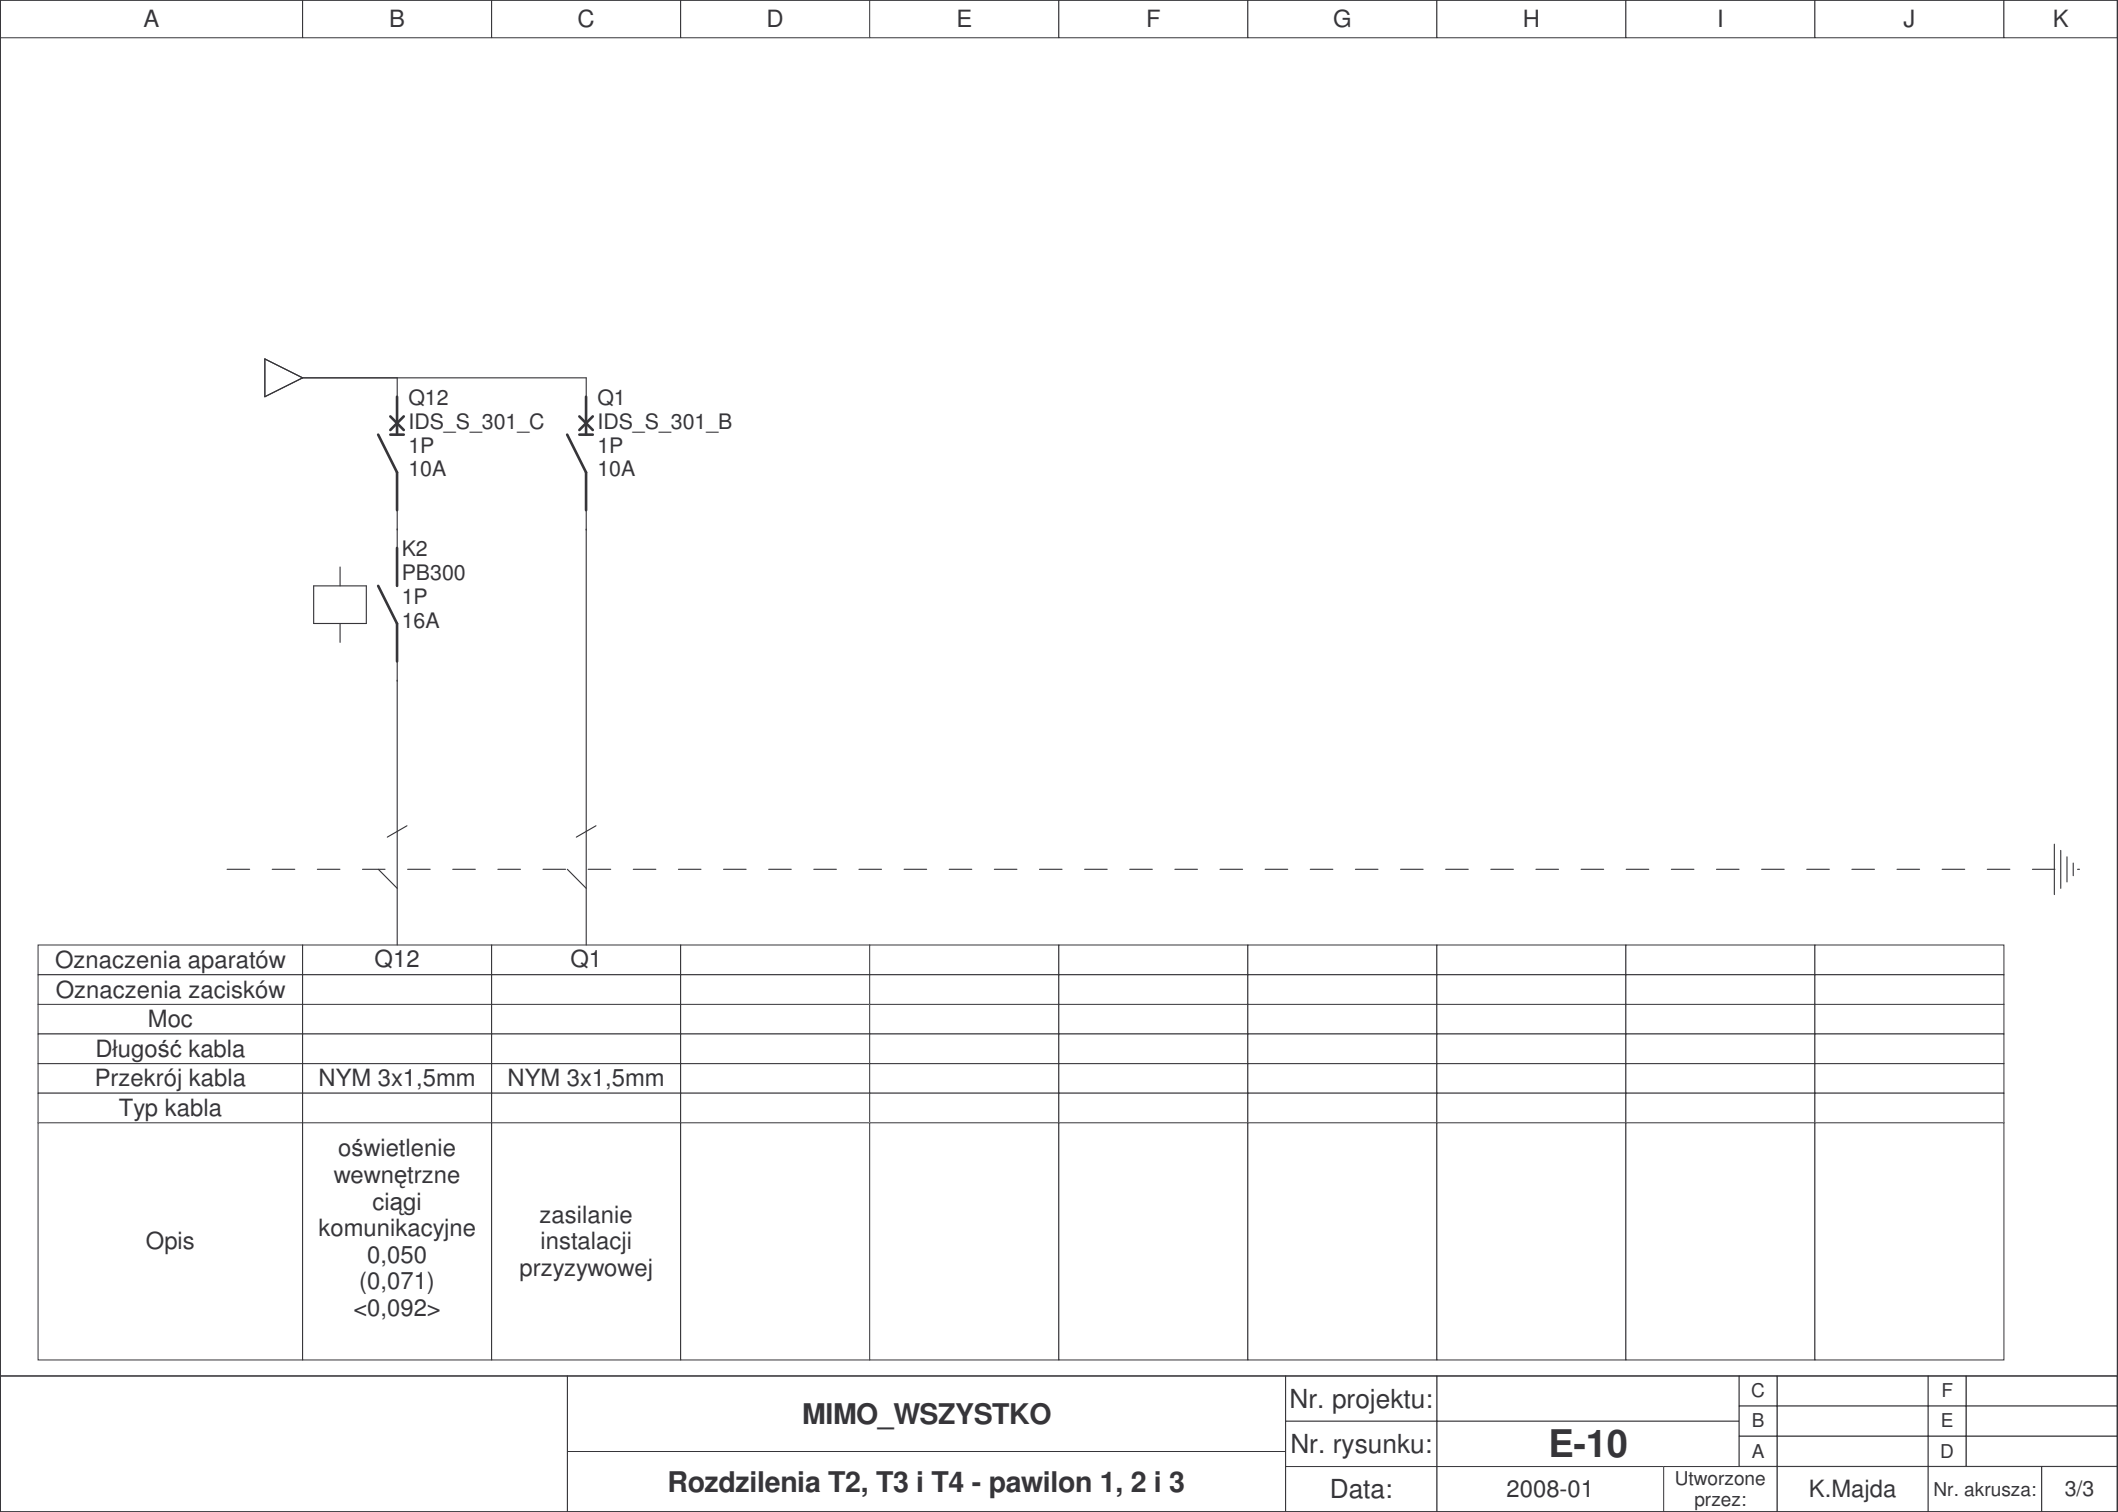 A B C D E F G H I J K
Q12
IDS_S_301_C
1P
10A
Q1
IDS_S_301_B
1P
10A
K2
PB300
1P
16A
Oznaczenia aparatów Q12 Q1
Oznaczenia zacisków
Moc
Długość kabla
Przekrój kabla NYM 3x1,5mm NYM 3x1,5mm
Typ kabla
Opis
oświetlenie
wewnętrzne
ciągi
komunikacyjne
0,050
(0,071)
<0,092>
zasilanie
instalacji
przyzywowej
MIMO_WSZYSTKO
Rozdzilenia T2, T3 i T4 - pawilon 1, 2 i 3
Nr. projektu:
Nr. rysunku: E-10
C F
B E
A D
Data: 2008-01
Utworzone
przez:
K.Majda
Nr. akrusza: 3/3